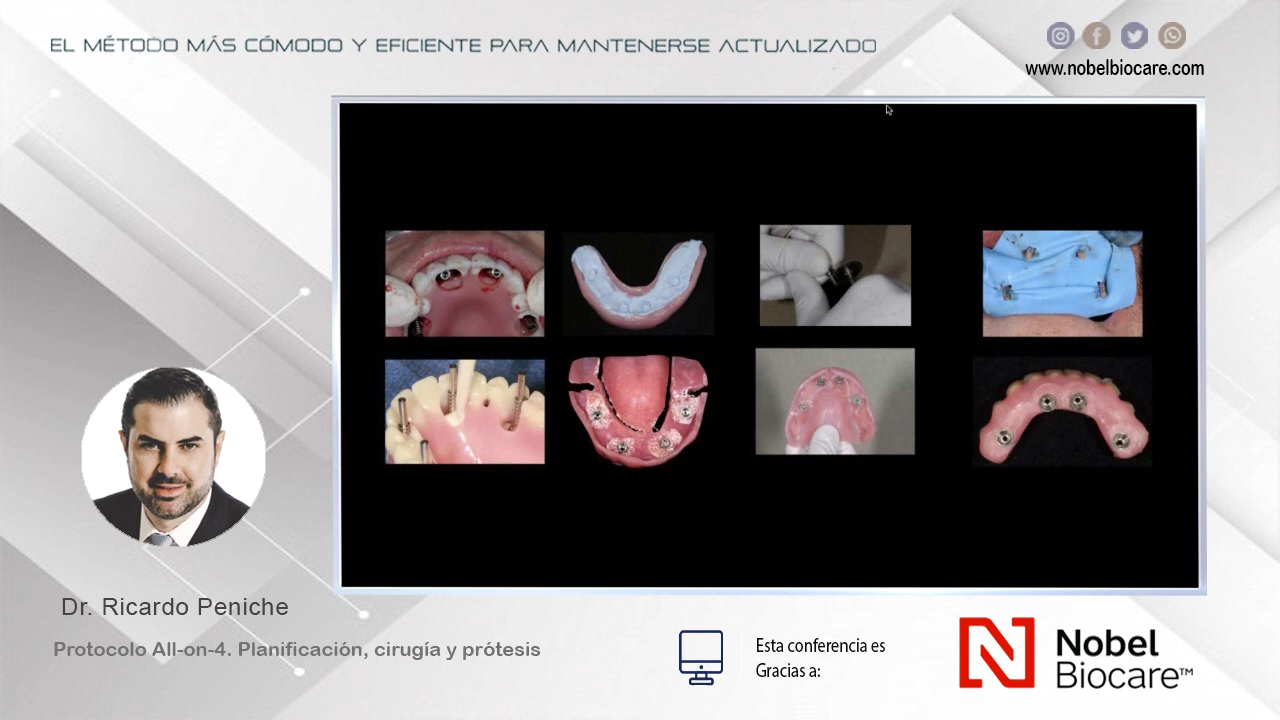 EL MÉTODO MÁS CÓMODO Y EFICIENTE PARA MANTENERSE ACTUALIZADO
www.nobelbiocare.com
Dr. Ricardo Peniche
Protocolo All-on-4. Planificación, cirugía y prótesis
Esta conferencia es
Gracias a:
Nobel
Biocare™